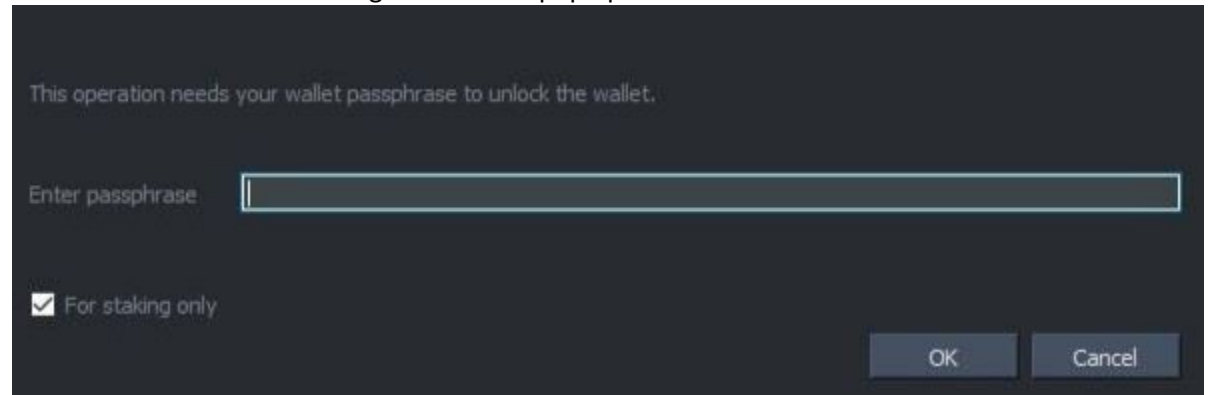 This operation needs your wallet passphrase to unlock the wallet.
Enter passphrase
For staking only
OK Cancel